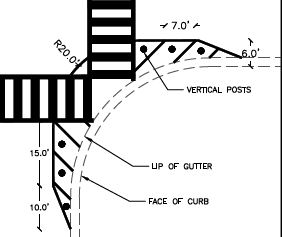 7.0'
R20.0'
6.0'
VERTICAL POSTS
15.0'
LIP OF GUTTER
10.0'
FACE OF CURB